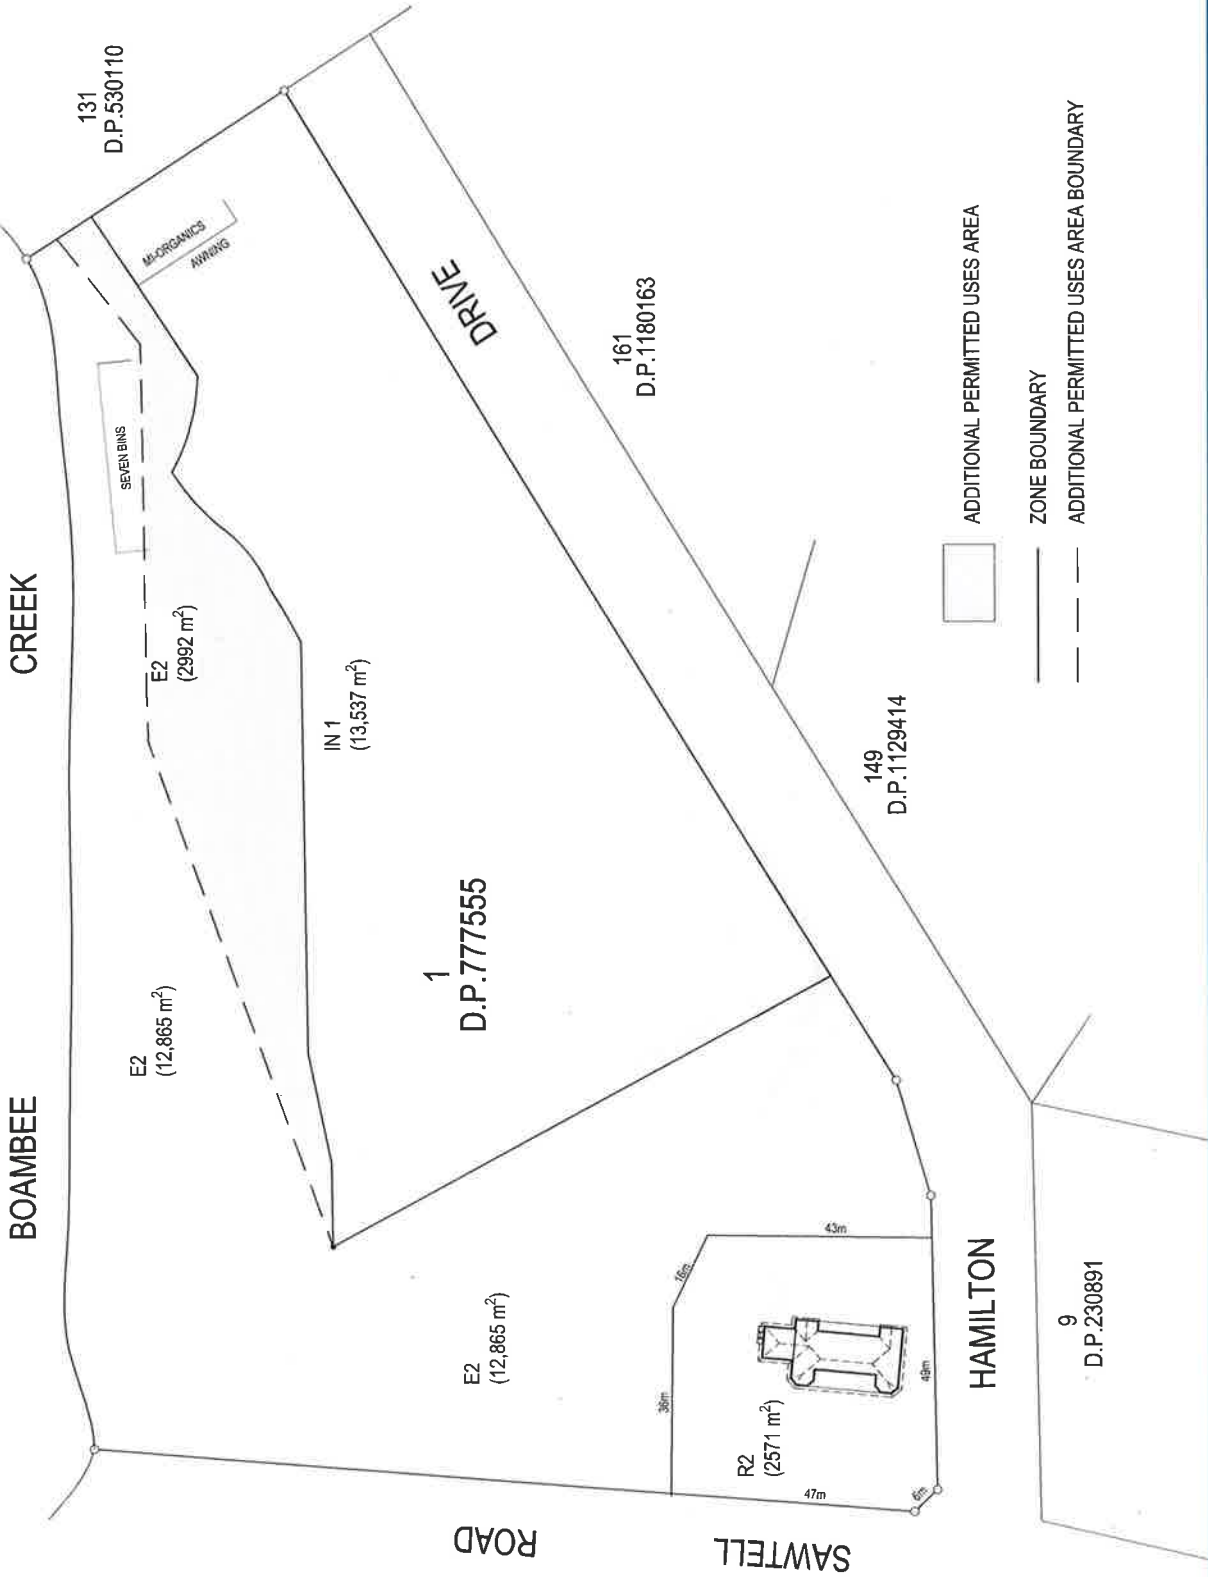 BOAMBEE
CREEK
131
D.P.530110
MI-ORGANICS
AWNING
SEVEN BINS
E2
(2992 m²)
E2
(12,865 m²)
IN 1
(13,537 m²)
1
D.P.777555
DRIVE
161
D.P.1180163
149
D.P.1129414
E2
(12,865 m²)
R2
(2571 m²)
36m
16m
43m
49m
47m
6m
HAMILTON
9
D.P.230891
SAWTELL
ROAD
ADDITIONAL PERMITTED USES AREA
ZONE BOUNDARY
ADDITIONAL PERMITTED USES AREA BOUNDARY